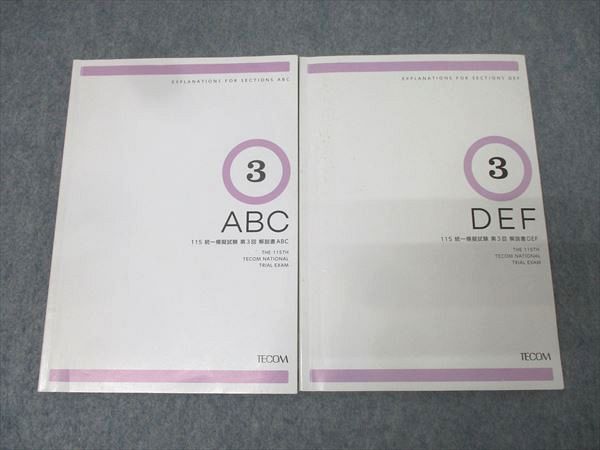 EXPLANATIONS FOR SECTIONS ABC
3
ABC
115 統一模擬試験 第3回 解説書ABC
THE 115TH
TECOM NATIONAL
TRIAL EXAM
TECOM
EXPLANATIONS FOR SECTIONS DEF
3
DEF
115 統一模擬試験 第3回 解説書DEF
THE 115TH
TECOM NATIONAL
TRIAL EXAM
TECOM